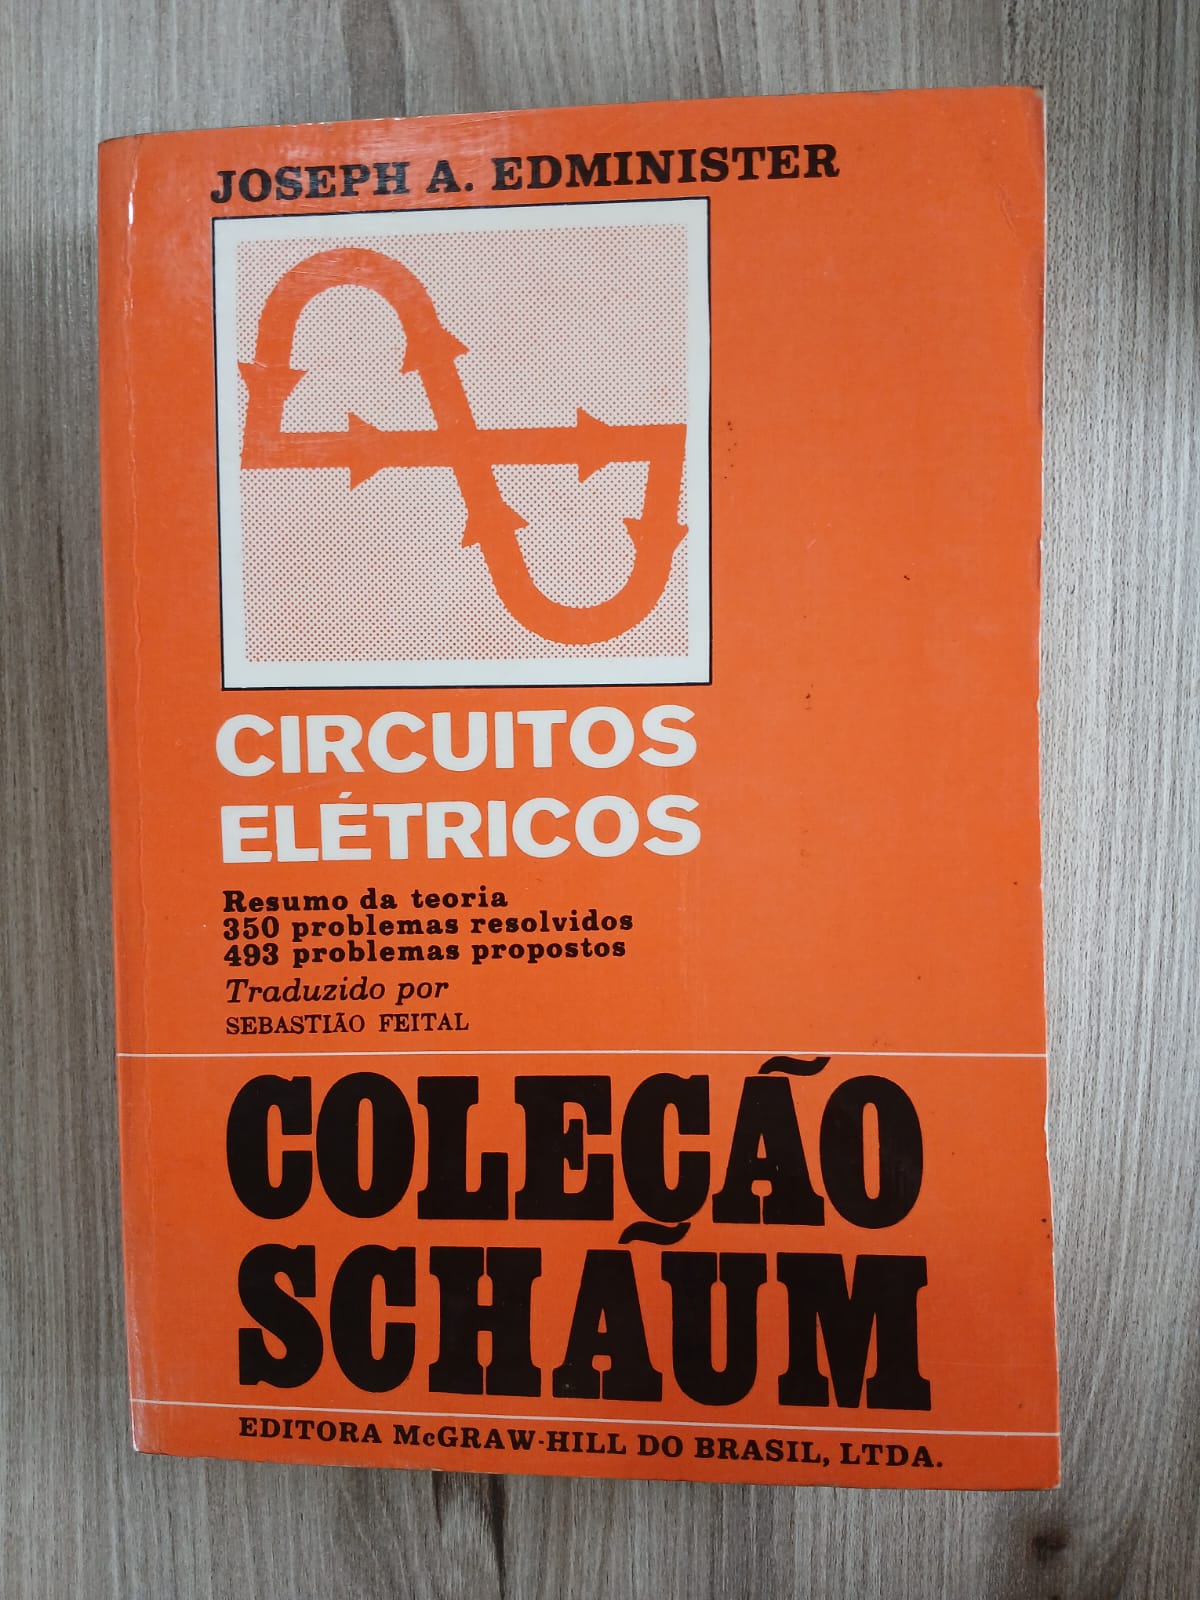 JOSEPH A. EDMINISTER
CIRCUITOS
ELÉTRICOS
Resumo da teoria
350 problemas resolvidos
493 problemas propostos
Traduzido por
SEBASTIÃO FEITAL
COLEÇÃO
SCHAÜM
EDITORA McGRAW-HILL DO BRASIL, LTDA.